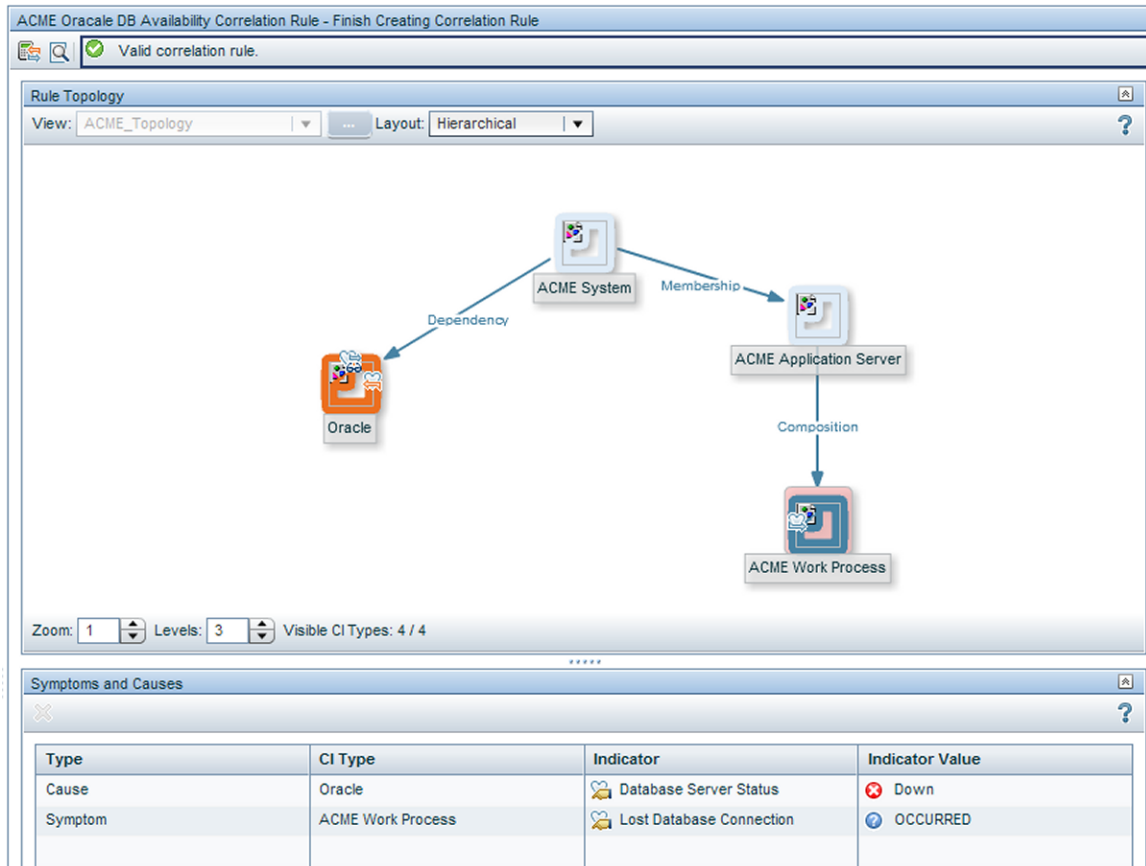 ACME Oracale DB Availability Correlation Rule - Finish Creating Correlation Rule
Valid correlation rule.
Rule Topology
View: ACME_Topology ... Layout: Hierarchical ?
ACME System
Membership
Dependency
ACME Application Server
Oracle
Composition
ACME Work Process
Zoom: 1 Levels: 3 Visible CI Types: 4 / 4
Symptoms and Causes
?
Type CI Type Indicator Indicator Value
Cause Oracle Database Server Status Down
Symptom ACME Work Process Lost Database Connection OCCURRED